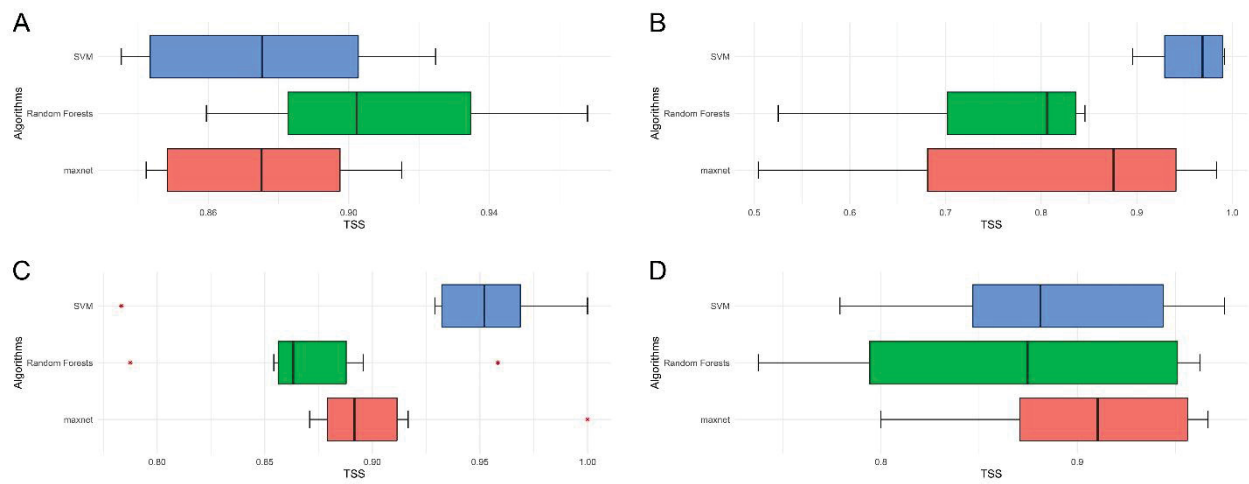 A
Algorithms
SVM
Random Forests
maxnet
0.86
0.90
0.94
TSS
B
Algorithms
SVM
Random Forests
maxnet
0.5
0.6
0.7
0.8
0.9
1.0
TSS
C
Algorithms
SVM
Random Forests
maxnet
0.80
0.85
0.90
0.95
1.00
TSS
D
Algorithms
SVM
Random Forests
maxnet
0.8
0.9
TSS